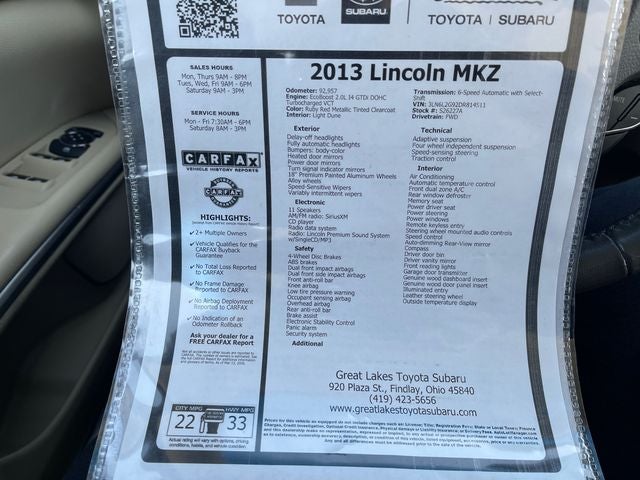 TOYOTA
SUBARU
TOYOTA | SUBARU
SALES HOURS
Mon, Thurs 9AM - 8PM
Tues, Wed, Fri 9AM - 6PM
Saturday 9AM - 3PM
SERVICE HOURS
Mon - Fri 7:30AM - 6PM
Saturday 8AM - 3PM
CARFAX
VEHICLE HISTORY REPORTS
CARFAX
HIGHLIGHTS:
✓ 2+ Multiple Owners
✓ Vehicle Qualifies for the
CARFAX Buyback
Guarantee
✓ No Total Loss Reported
to CARFAX
✓ No Frame Damage
Reported to CARFAX
✓ No Airbag Deployment
Reported to CARFAX
✓ No Indication of an
Odometer Rollback
Ask your dealer for a
FREE CARFAX Report
CITY MPG
22
HWY MPG
33
Actual rating will vary with options, driving
conditions, habits and vehicle condition.
2013 Lincoln MKZ
Odometer: 92,957
Engine: EcoBoost 2.0L I4 GTDi DOHC
Turbocharged VCT
Color: Ruby Red Metallic Tinted Clearcoat
Interior: Light Dune
Transmission: 6-Speed Automatic with Select-
Shift
VIN: 3LN6L2G92DR814511
Stock #: S26227A
Drivetrain: FWD
Exterior
Delay-off headlights
Fully automatic headlights
Bumpers: body-color
Heated door mirrors
Power door mirrors
Turn signal indicator mirrors
18" Premium Painted Aluminum Wheels
Alloy wheels
Speed-Sensitive Wipers
Variably intermittent wipers
Electronic
11 Speakers
AM/FM radio: SiriusXM
CD player
Radio data system
Radio: Lincoln Premium Sound System
w/SingleCD/MP3
Safety
4-Wheel Disc Brakes
ABS brakes
Dual front impact airbags
Dual front side impact airbags
Front anti-roll bar
Knee airbag
Low tire pressure warning
Occupant sensing airbag
Overhead airbag
Rear anti-roll bar
Brake assist
Electronic Stability Control
Panic alarm
Security system
Additional
Technical
Adaptive suspension
Four wheel independent suspension
Speed-sensing steering
Traction control
Interior
Air Conditioning
Automatic temperature control
Front dual zone A/C
Rear window defroster
Memory seat
Power driver seat
Power steering
Power windows
Remote keyless entry
Steering wheel mounted audio controls
Speed control
Auto-dimming Rear-View mirror
Compass
Driver door bin
Driver vanity mirror
Front reading lights
Garage door transmitter
Genuine wood dashboard insert
Genuine wood door panel insert
Illuminated entry
Leather steering wheel
Outside temperature display
Great Lakes Toyota Subaru
920 Plaza St., Findlay, Ohio 45840
(419) 423-5656
www.greatlakestoyotasubaru.com